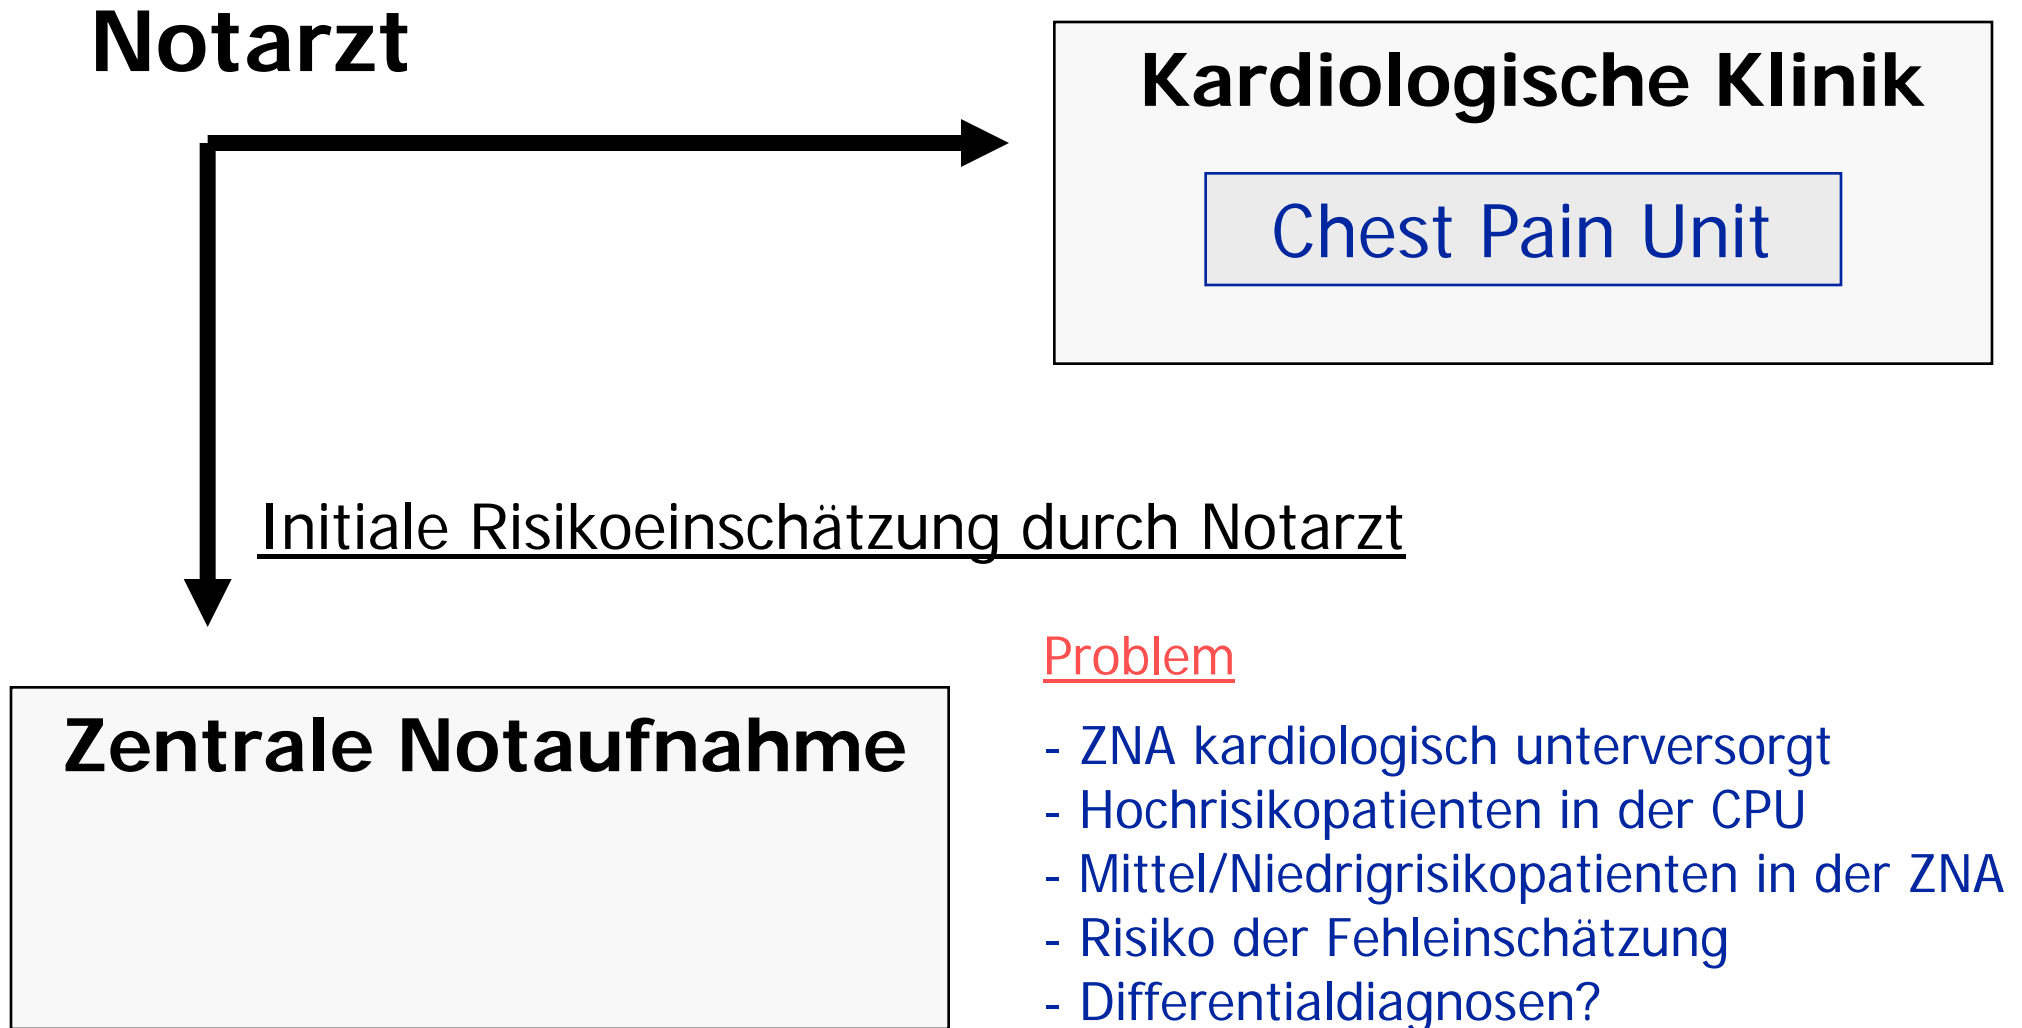 Notarzt
Kardiologische Klinik
Chest Pain Unit
Initiale Risikoeinschätzung durch Notarzt
Zentrale Notaufnahme
Problem
- ZNA kardiologisch unterversorgt
- Hochrisikopatienten in der CPU
- Mittel/Niedrigrisikopatienten in der ZNA
- Risiko der Fehleinschätzung
- Differentialdiagnosen?